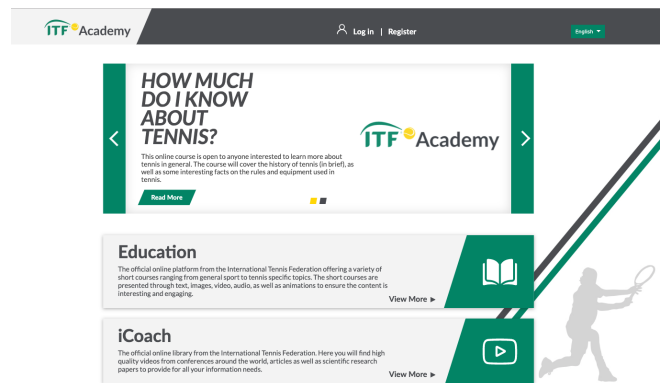 ITF Academy
Log in | Register
English
HOW MUCH
DO I KNOW
ABOUT
TENNIS?
This online course is open to anyone interested to learn more about
tennis in general. The course will cover the history of tennis (in brief), as
well as some interesting facts on the rules and equipment used in
tennis.
Read More
ITF Academy
Education
The official online platform from the International Tennis Federation offering a variety of
short courses ranging from general sport to tennis specific topics. The short courses are
presented through text, images, video, audio, as well as animations to ensure the content is
interesting and engaging.
View More ►
iCoach
The official online library from the International Tennis Federation. Here you will find high
quality videos from conferences around the world, articles as well as scientific research
papers to provide for all your information needs.
View More ►